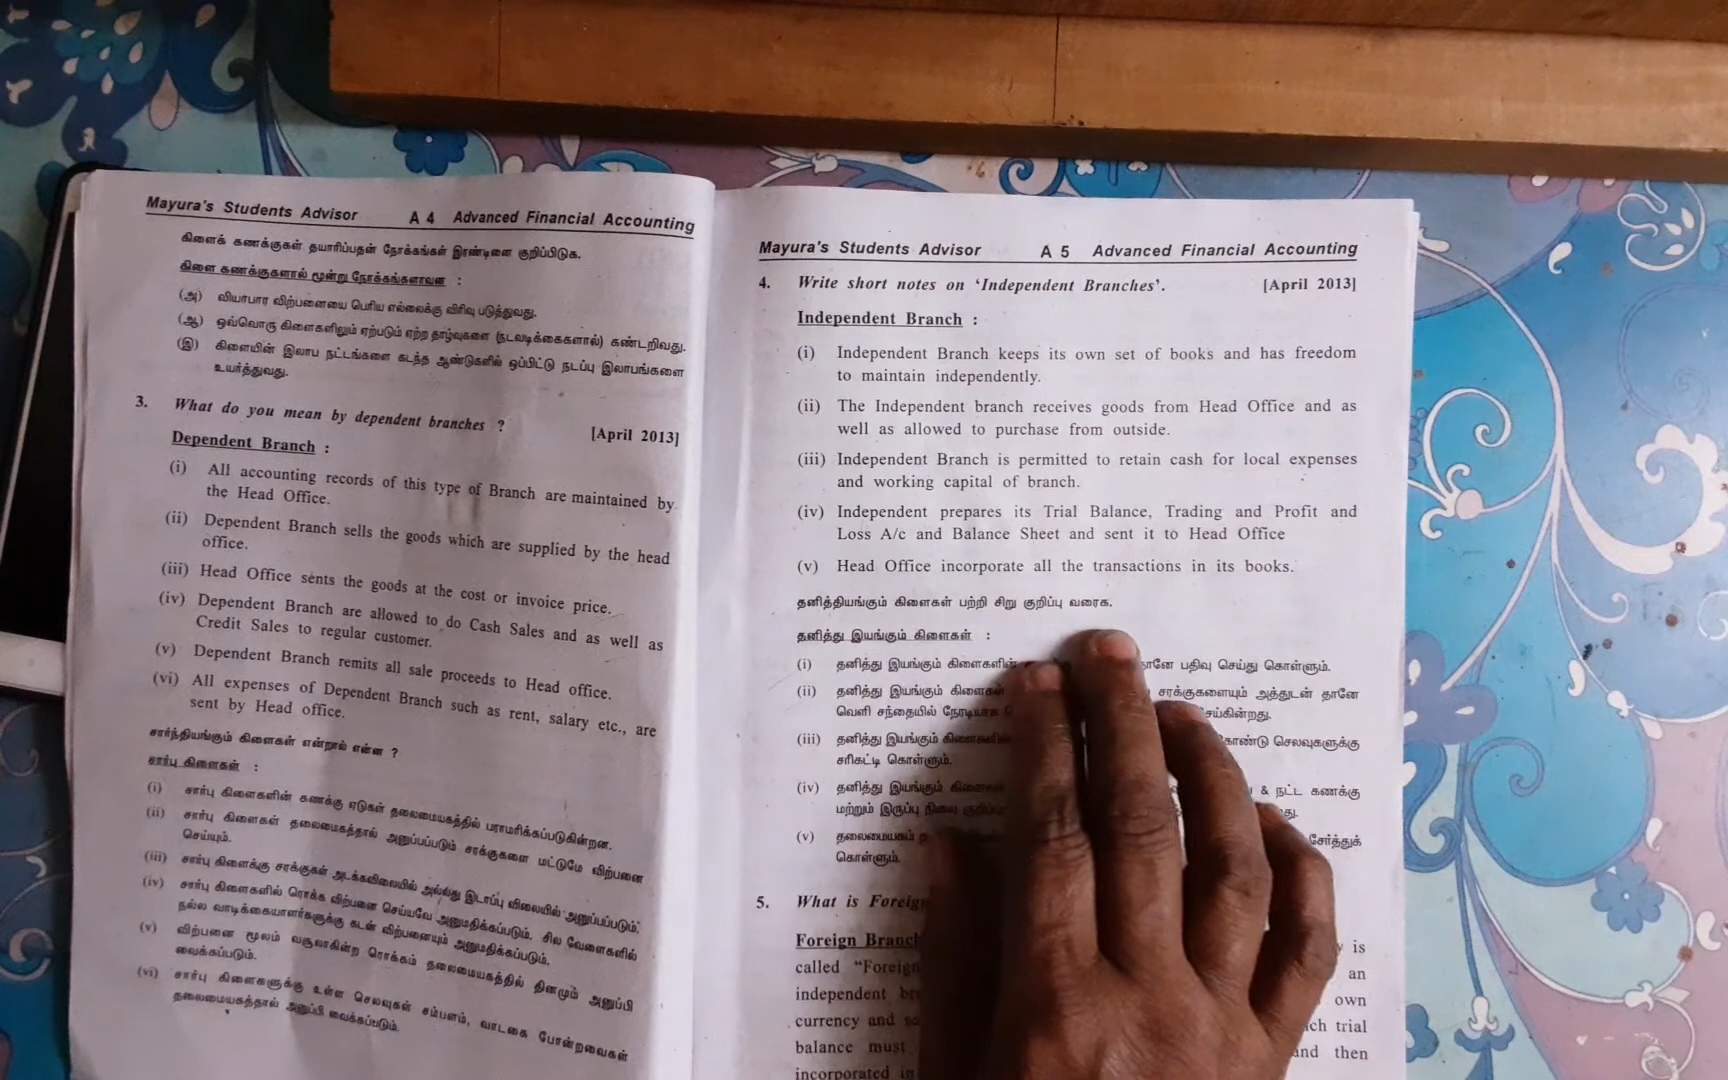 Mayura's Students Advisor A 4 Advanced Financial Accounting
கிளைக் கணக்குகள் தயாரிப்பதன் நோக்கங்கள் இரண்டினை குறிப்பிடுக.
கிளை கணக்குகளால் மூன்று நோக்கங்களாவன :
(அ) வியாபார விற்பனையை பெரிய எல்லைக்கு விரிவு படுத்துவது.
(ஆ) ஒவ்வொரு கிளைகளிலும் ஏற்படும் ஏற்ற தாழ்வுகளை (நடவடிக்கைகளால்) கண்டறிவது.
(இ) கிளையின் இலாப நட்டங்களை கடந்த ஆண்டுகளில் ஒப்பிட்டு நடப்பு இலாபங்களை
உயர்த்துவது.
3. What do you mean by dependent branches ? [April 2013]
Dependent Branch :
(i) All accounting records of this type of Branch are maintained by
the Head Office.
(ii) Dependent Branch sells the goods which are supplied by the head
office.
(iii) Head Office sents the goods at the cost or invoice price.
(iv) Dependent Branch are allowed to do Cash Sales and as well as
Credit Sales to regular customer.
(v) Dependent Branch remits all sale proceeds to Head office.
(vi) All expenses of Dependent Branch such as rent, salary etc., are
sent by Head office.
சார்ந்தியங்கும் கிளைகள் என்றால் என்ன ?
சார்பு கிளைகள் :
(i) சார்பு கிளைகளின் கணக்கு ஏடுகள் தலைமையகத்தில் பராமரிக்கப்படுகின்றன.
(ii) சார்பு கிளைகள் தலைமைகத்தால் அனுப்பப்படும் சரக்குகளை மட்டுமே விற்பனை
செய்யும்.
(iii) சார்பு கிளைக்கு சரக்குகள் அடக்கவிலையில் அல்லது இடாப்பு விலையில் அனுப்பப்படும்.
(iv) சார்பு கிளைகளில் ரொக்க விற்பனை செய்யவே அனுமதிக்கப்படும். சில வேளைகளில்
நல்ல வாடிக்கையாளர்களுக்கு கடன் விற்பனையும் அனுமதிக்கப்படும்.
(v) விற்பனை மூலம் வசூலாகின்ற ரொக்கம் தலைமையகத்தில் தினமும் அனுப்பி
வைக்கப்படும்.
(vi) சார்பு கிளைகளுக்கு உள்ள செலவுகள் சம்பளம், வாடகை போன்றவைகள்
தலைமையகத்தால் அனுப்பி வைக்கப்படும்.
Mayura's Students Advisor A 5 Advanced Financial Accounting
4. Write short notes on ‘Independent Branches’. [April 2013]
Independent Branch :
(i) Independent Branch keeps its own set of books and has freedom
to maintain independently.
(ii) The Independent branch receives goods from Head Office and as
well as allowed to purchase from outside.
(iii) Independent Branch is permitted to retain cash for local expenses
and working capital of branch.
(iv) Independent prepares its Trial Balance, Trading and Profit and
Loss A/c and Balance Sheet and sent it to Head Office
(v) Head Office incorporate all the transactions in its books.
தனித்தியங்கும் கிளைகள் பற்றி சிறு குறிப்பு வரைக.
தனித்து இயங்கும் கிளைகள் :
(i) தனித்து இயங்கும் கிளைகளின் பதிவு செய்து கொள்ளும்.
(ii) தனித்து இயங்கும் கிளைகள் சரக்குகளையும் அத்துடன் தானே
வெளி சந்தையில் நேரடியாக
(iii) தனித்து இயங்கும் கிளைகளின் செலவுகளுக்கு
சரிகட்டி கொள்ளும்.
(iv) தனித்து இயங்கும் & நட்ட கணக்கு
மற்றும் இருப்பு நிலை
(v) தலைமையகம் சேர்த்துக்
கொள்ளும்.
5. What is
Foreign
called “Foreign is
independent an
currency and own
balance must trial
incorporated in and then